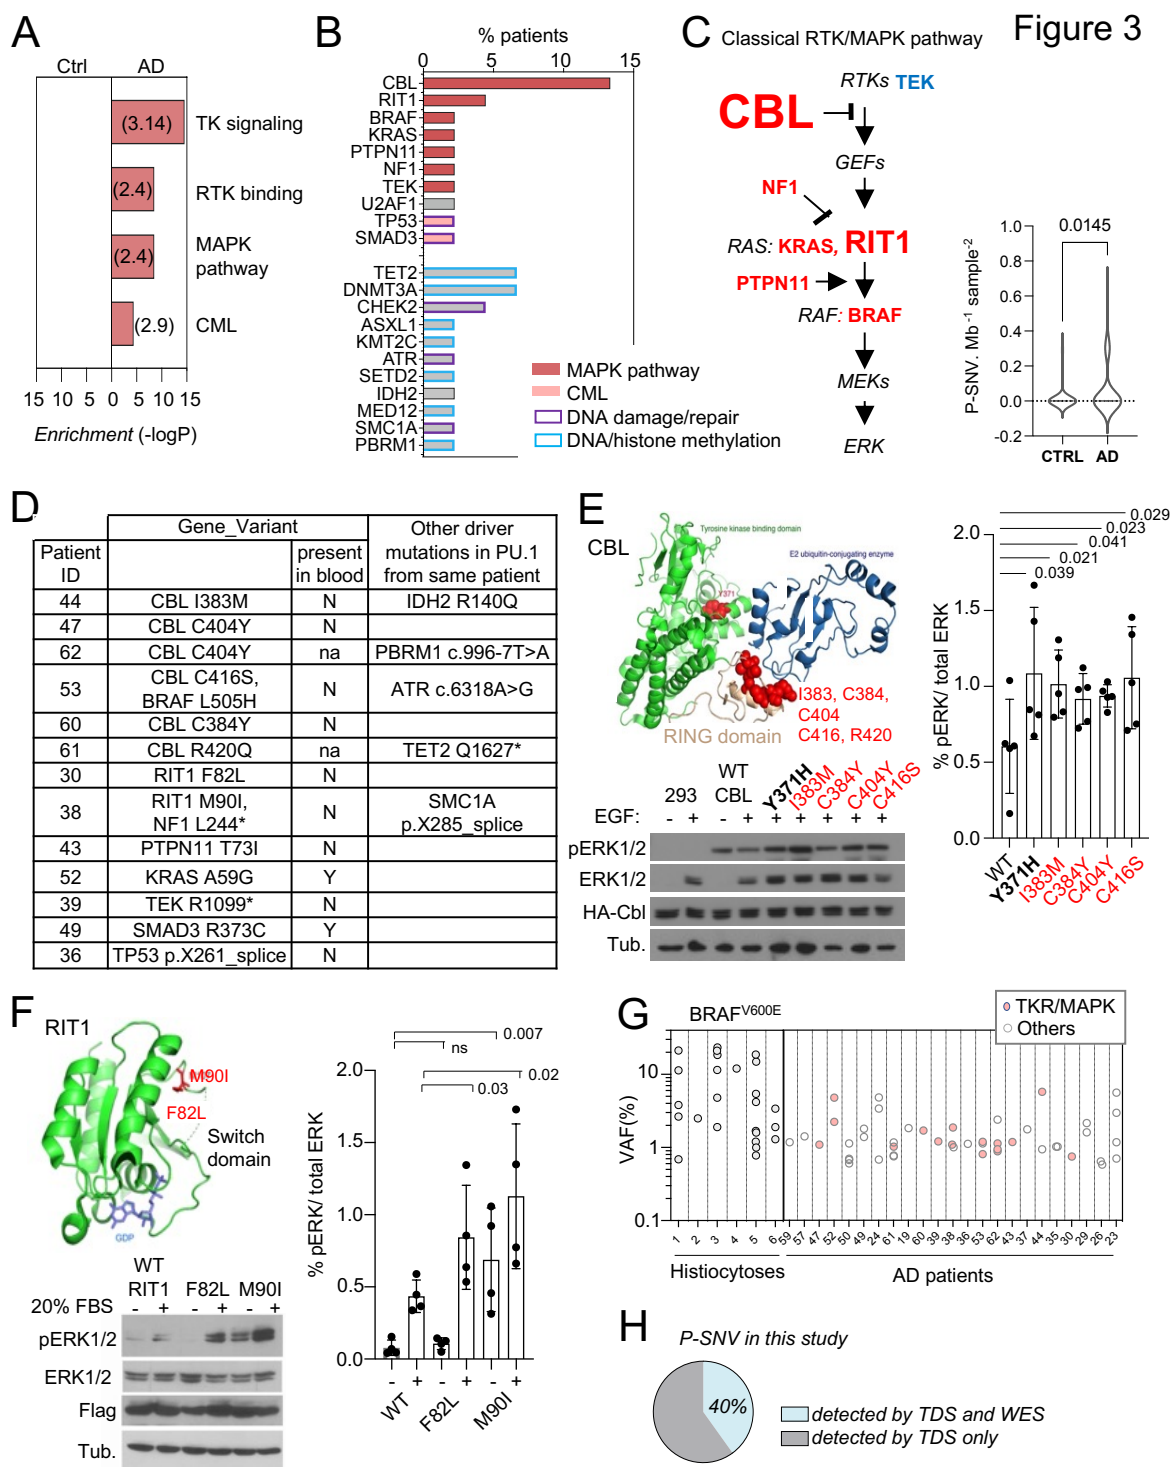 Figure 3
A
Ctrl AD
(3.14) TK signaling
(2.4) RTK binding
(2.4) MAPK
pathway
(2.9) CML
15 10 5 0 5 10 15
Enrichment (-logP)
B
% patients
0 5 10 15
CBL
RIT1
BRAF
KRAS
PTPN11
NF1
TEK
U2AF1
TP53
SMAD3
TET2
DNMT3A
CHEK2
ASXL1
KMT2C
ATR
SETD2
IDH2
MED12
SMC1A
PBRM1
MAPK pathway
CML
DNA damage/repair
DNA/histone methylation
C Classical RTK/MAPK pathway
RTKs TEK
CBL
GEFs
NF1
RAS: KRAS, RIT1
PTPN11
RAF: BRAF
MEKs
ERK
0.0145
P-SNV. Mb⁻¹ sample⁻²
1.0
0.8
0.6
0.4
0.2
0.0
-0.2
CTRL AD
D
Gene_Variant Other driver
mutations in PU.1
from same patient
Patient
ID present
in blood
44 CBL I383M N IDH2 R140Q
47 CBL C404Y N
62 CBL C404Y na PBRM1 c.996-7T>A
53 CBL C416S,
BRAF L505H N ATR c.6318A>G
60 CBL C384Y N
61 CBL R420Q na TET2 Q1627*
30 RIT1 F82L N
38 RIT1 M90I,
NF1 L244* N SMC1A
p.X285_splice
43 PTPN11 T73I N
52 KRAS A59G Y
39 TEK R1099* N
49 SMAD3 R373C Y
36 TP53 p.X261_splice N
E
CBL
Tyrosine kinase binding domain
E2 ubiquitin-conjugating enzyme
Y371
I383, C384,
C404
C416, R420
RING domain
293 WT
CBL Y371H I383M C384Y C404Y C416S
EGF: - + - + + + + + +
pERK1/2
ERK1/2
HA-Cbl
Tub.
0.029
0.023
0.041
0.021
0.039
% pERK/ total ERK
2.0
1.5
1.0
0.5
0.0
WT Y371H I383M C384Y C404Y C416S
F
RIT1
M90I
F82L
Switch
domain
GDP
WT
RIT1 F82L M90I
20% FBS - + - + - +
pERK1/2
ERK1/2
Flag
Tub.
0.007
ns
0.02
0.03
% pERK/ total ERK
2.0
1.5
1.0
0.5
0.0
- + - + - +
WT F82L M90I
G
BRAF^V600E
TKR/MAPK
Others
VAF(%)
10
1
0.1
1 2 3 4 5 6 59 57 47 52 50 49 24 61 19 60 39 38 36 53 62 43 37 44 35 30 29 26 23
Histiocytoses AD patients
H
P-SNV in this study
40%
detected by TDS and WES
detected by TDS only